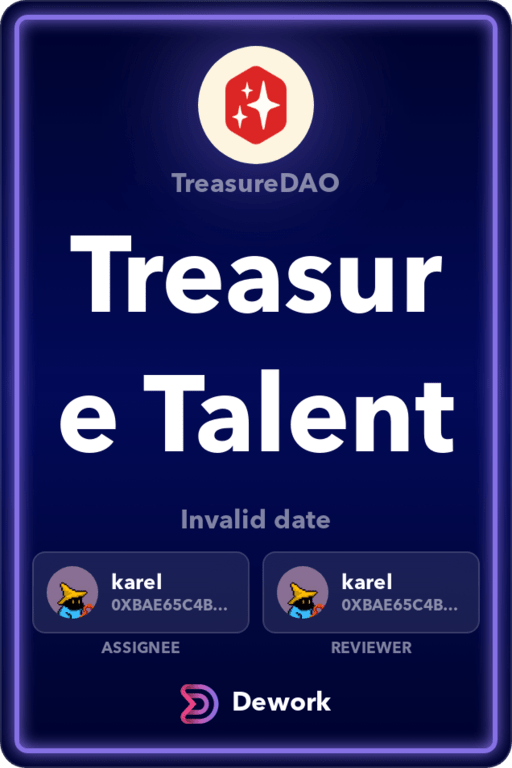 TreasureDAO
Treasur
e Talent
Invalid date
karel
0XBAE65C4B...
karel
0XBAE65C4B...
ASSIGNEE
REVIEWER
Dework